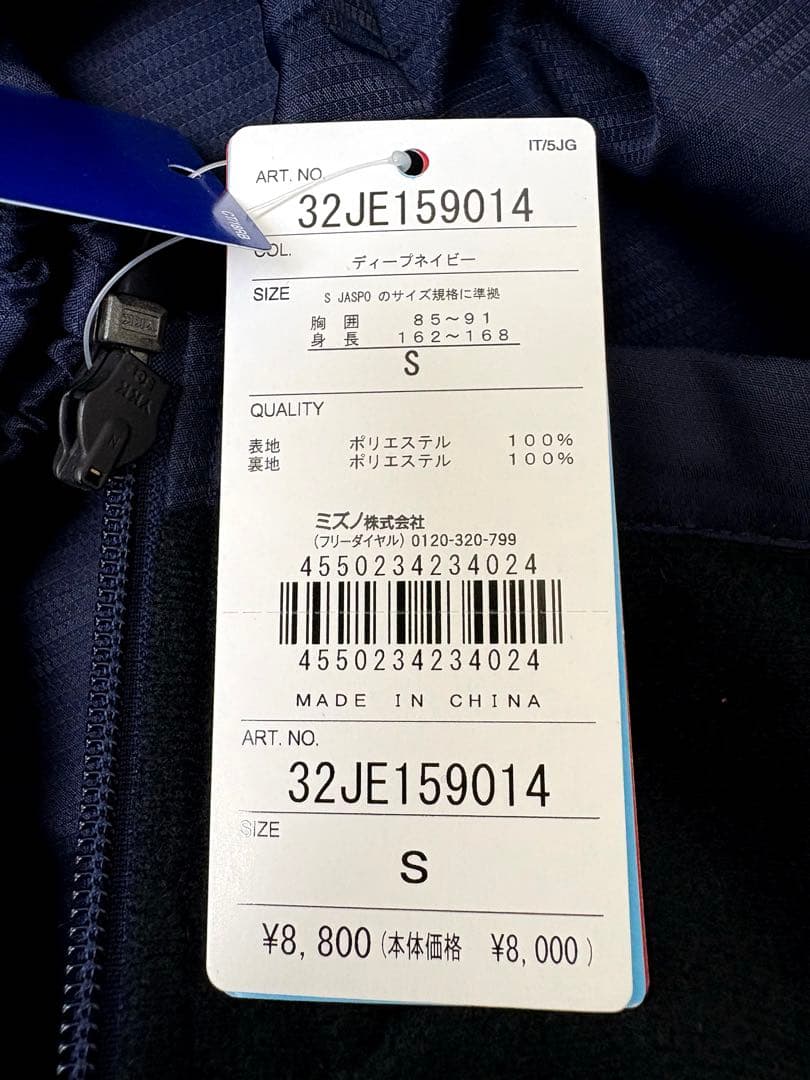 IT/5JG
ART. NO.
32JE159014
COL.
ディープネイビー
SIZE S JASPO のサイズ規格に準拠
胸 囲 85～91
身 長 162～168
S
QUALITY
表地 ポリエステル 100%
裏地 ポリエステル 100%
ミズノ株式会社
(フリーダイヤル) 0120-320-799
4550234234024
4550234234024
MADE IN CHINA
ART. NO.
32JE159014
SIZE
S
¥8,800(本体価格 ¥8,000)
YKK
YKK